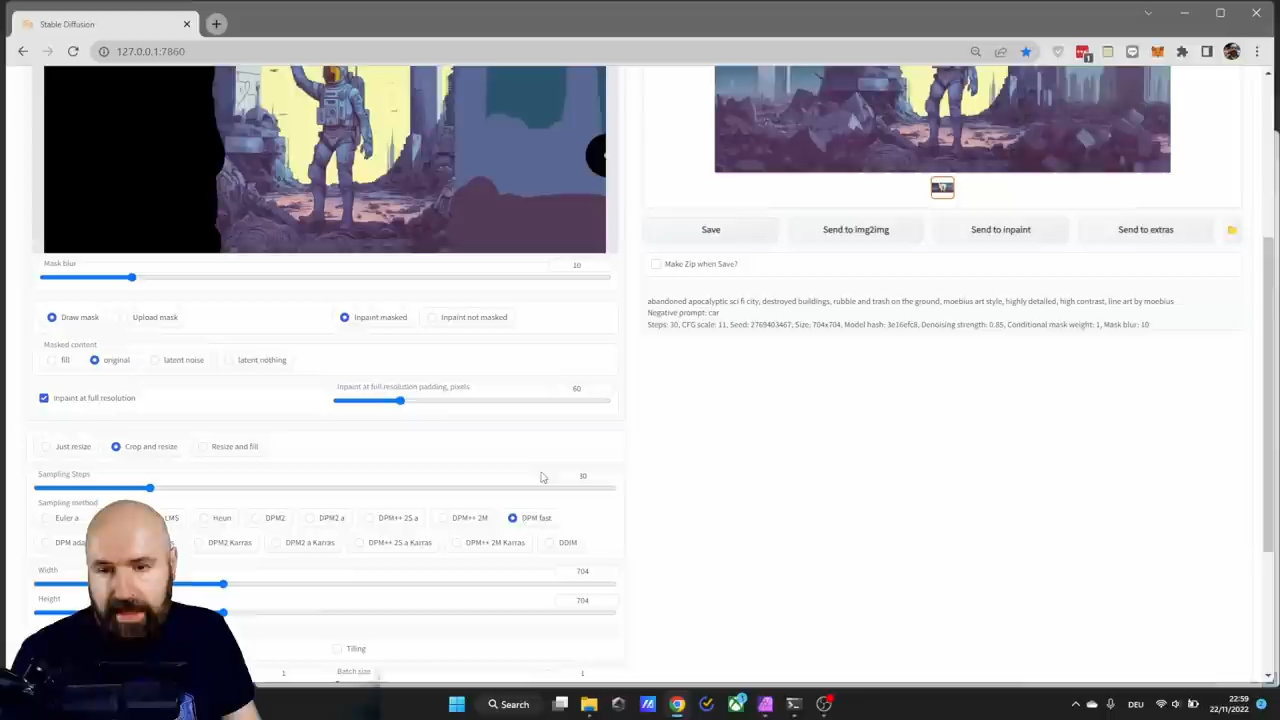 Stable Diffusion
127.0.0.1:7860
1
Save
Send to img2img
Send to inpaint
Send to extras
Make Zip when Save?
abandoned apocalyptic sci fi city, destroyed buildings, rubble and trash on the ground, moebius art style, highly detailed, high contrast, line art by moebius
Negative prompt: car
Steps: 30, CFG scale: 11, Seed: 2769403467, Size: 704x704, Model hash: 3e16efc8, Denoising strength: 0.85, Conditional mask weight: 1, Mask blur: 10
Mask blur
10
Draw mask
Upload mask
Inpaint masked
Inpaint not masked
Masked content
fill
original
latent noise
latent nothing
Inpaint at full resolution
Inpaint at full resolution padding, pixels
60
Just resize
Crop and resize
Resize and fill
Sampling Steps
30
Sampling method
Euler a
LMS
Heun
DPM2
DPM2 a
DPM++ 2S a
DPM++ 2M
DPM fast
DPM ada
DPM2 Karras
DPM2 a Karras
DPM++ 2S a Karras
DPM++ 2M Karras
DDIM
Width
704
Height
704
Tiling
1
Batch size
1
Search
DEU
22:59
22/11/2022